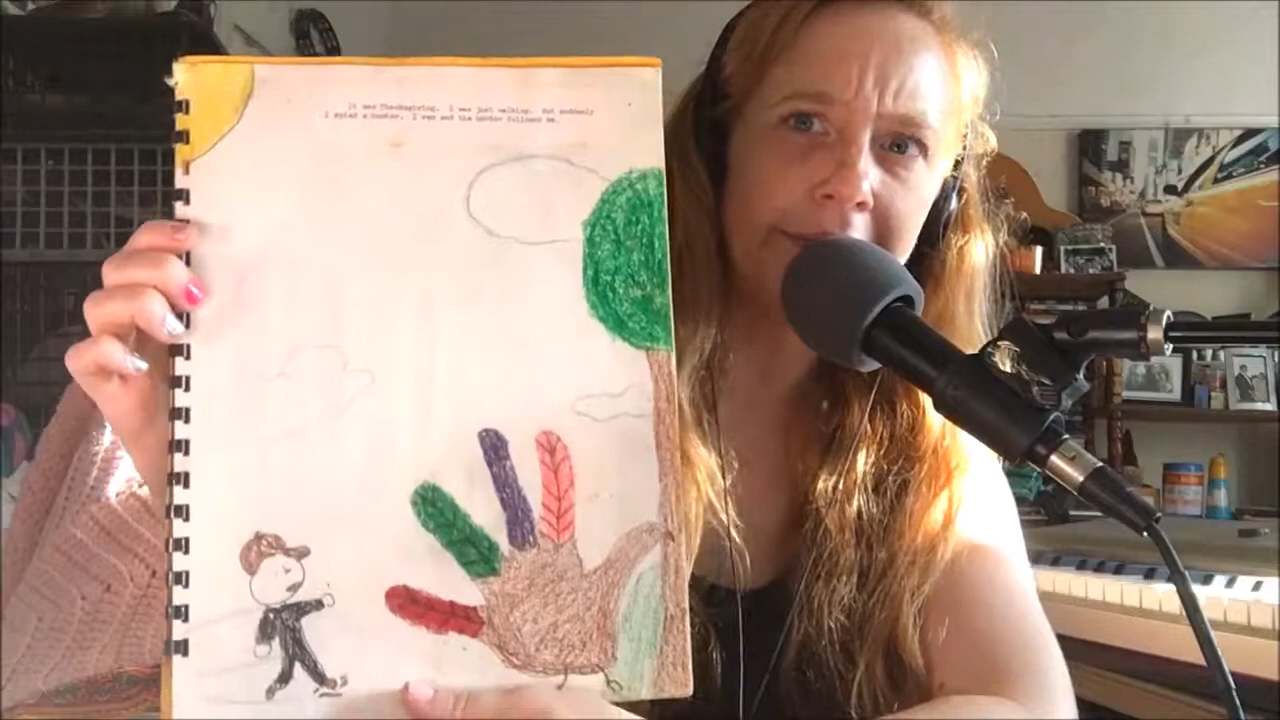 It was Thanksgiving. I was just walking. But suddenly
I spied a hunter. I ran and the hunter followed me.